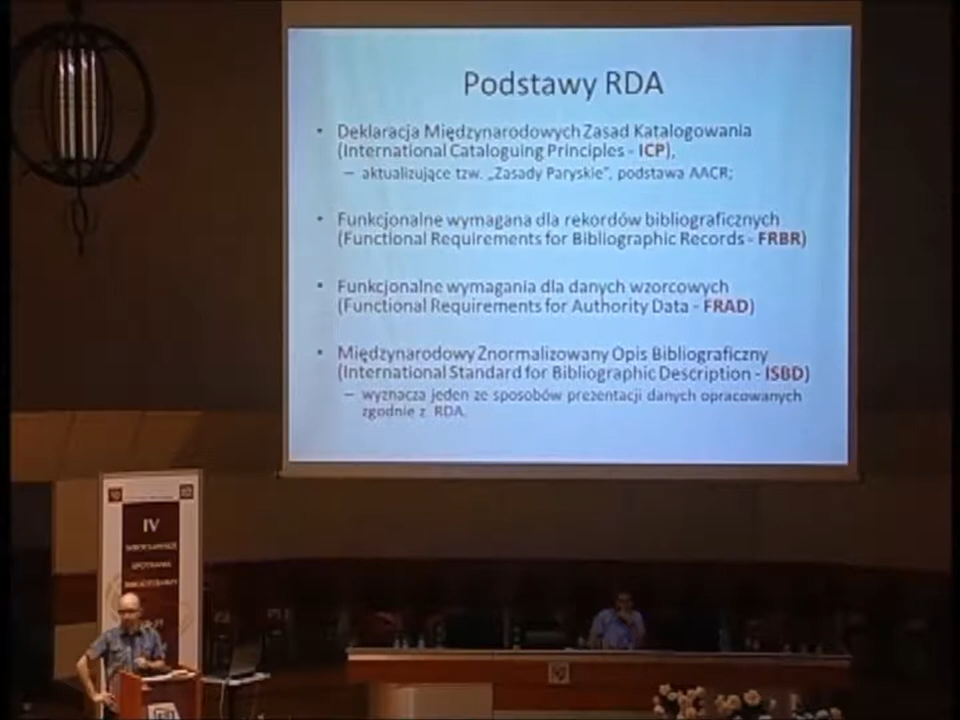 Podstawy RDA
• Deklaracja Międzynarodowych Zasad Katalogowania
(International Cataloguing Principles - ICP),
– aktualizujące tzw. „Zasady Paryskie”, podstawa AACR;
• Funkcjonalne wymagana dla rekordów bibliograficznych
(Functional Requirements for Bibliographic Records - FRBR)
• Funkcjonalne wymagania dla danych wzorcowych
(Functional Requirements for Authority Data - FRAD)
• Międzynarodowy Znormalizowany Opis Bibliograficzny
(International Standard for Bibliographic Description - ISBD)
– wyznacza jeden ze sposobów prezentacji danych opracowanych
zgodnie z RDA.
IV
SPOTKANIA